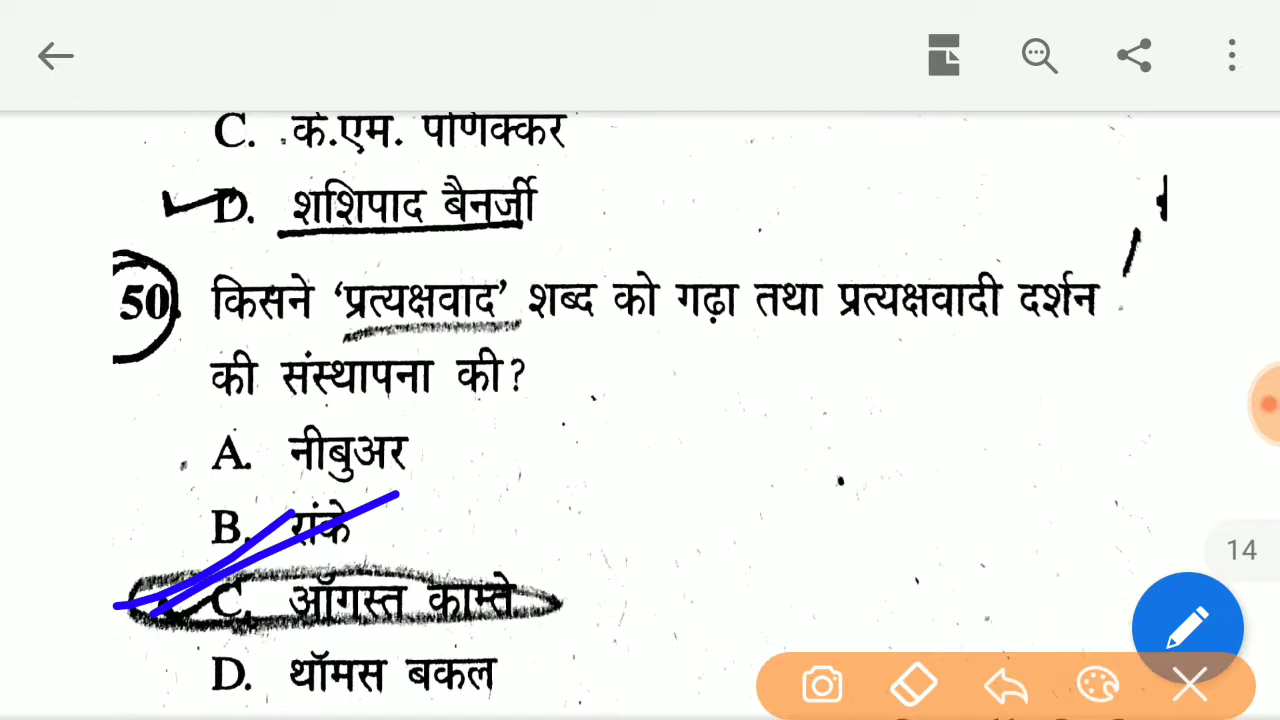 C. के.एम. पणिक्कर
D. शशिपाद बैनर्जी
50. किसने ‘प्रत्यक्षवाद’ शब्द को गढ़ा तथा प्रत्यक्षवादी दर्शन
की संस्थापना की?
A. नीबुअर
B. रांके
14
C. ऑगस्त काम्ते
D. थॉमस बकल